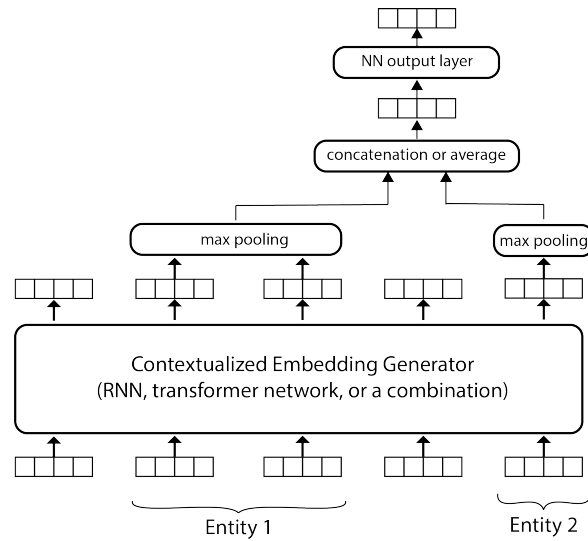 NN output layer
concatenation or average
max pooling
max pooling
Contextualized Embedding Generator
(RNN, transformer network, or a combination)
Entity 1
Entity 2